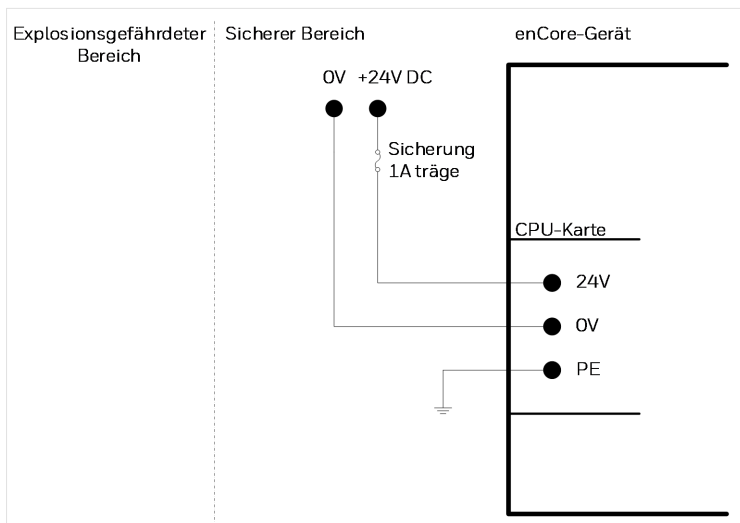 Explosionsgefährdeter
Bereich
Sicherer Bereich
enCore-Gerät
0V
+24V DC
Sicherung
1A träge
CPU-Karte
24V
0V
PE